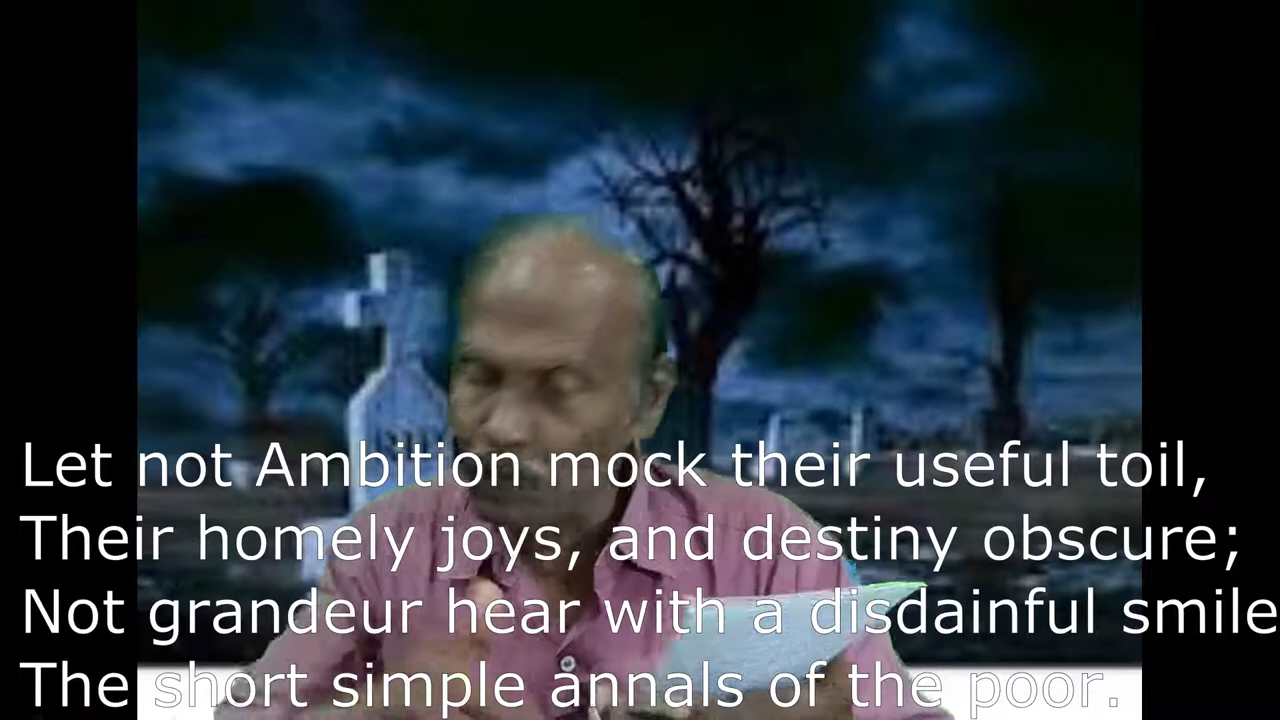 Let not Ambition mock their useful toil,
Their homely joys, and destiny obscure;
Not grandeur hear with a disdainful smile
The short simple annals of the poor.